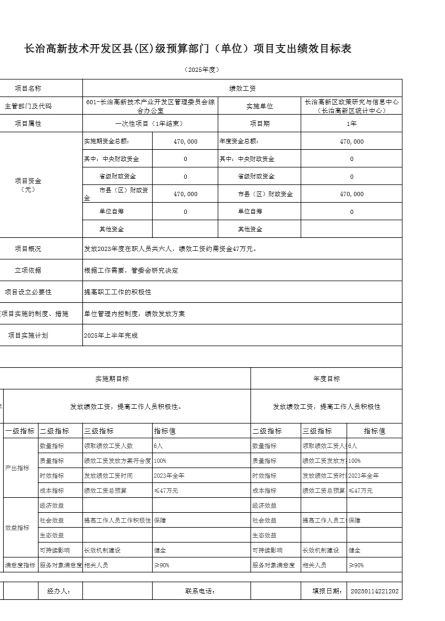 长治高新技术开发区县(区)级预算部门（单位）项目支出绩效目标表
（2025年度）
项目名称 绩效工资
主管部门及代码 601-长治高新技术产业开发区管理委员会综合办公室 实施单位 长治高新区政策研究与信息中心（长治高新区统计中心）
项目属性 一次性项目（1年结束） 项目期 1年
项目资金（元） 实施期资金总额： 470,000 年度资金总额： 470,000
其中：中央财政资金 0 其中：中央财政资金 0
省级财政资金 0 省级财政资金 0
市县（区）财政资金 470,000 市县（区）财政资金 470,000
单位自筹 0 单位自筹 0
其他资金 其他资金
项目概况 发放2023年度在职人员共六人，绩效工资约需资金47万元。
立项依据 根据工作需要，管委会研究决定
项目设立必要性 提高职工工作的积极性
项目实施的制度、措施 单位管理内控制度，绩效发放方案
项目实施计划 2025年上半年完成
实施期目标 年度目标
发放绩效工资，提高工作人员积极性。 发放绩效工资，提高工作人员积极性
一级指标 二级指标 三级指标 指标值 二级指标 三级指标 指标值
产出指标 数量指标 领取绩效工资人数 6人 数量指标 领取绩效工资人 6人
质量指标 绩效工资发放方案符合度 100% 质量指标 绩效工资发放方 100%
时效指标 发放绩效工资时间 2023年全年 时效指标 发放绩效工资时 2023年全年
成本指标 绩效工资总预算 ≤47万元 成本指标 绩效工资总预算 ≤47万元
效益指标 经济效益 经济效益
社会效益 提高工作人员工作积极性 保障 社会效益 提高工作人员工 保障
生态效益 生态效益
可持续影响 长效机制建设 健全 可持续影响 长效机制建设 健全
满意度指标 服务对象满意度 相关人员 ≥90% 服务对象满意度 相关人员 ≥90%
经办人： 联系电话： 填报日期： 20250114221202